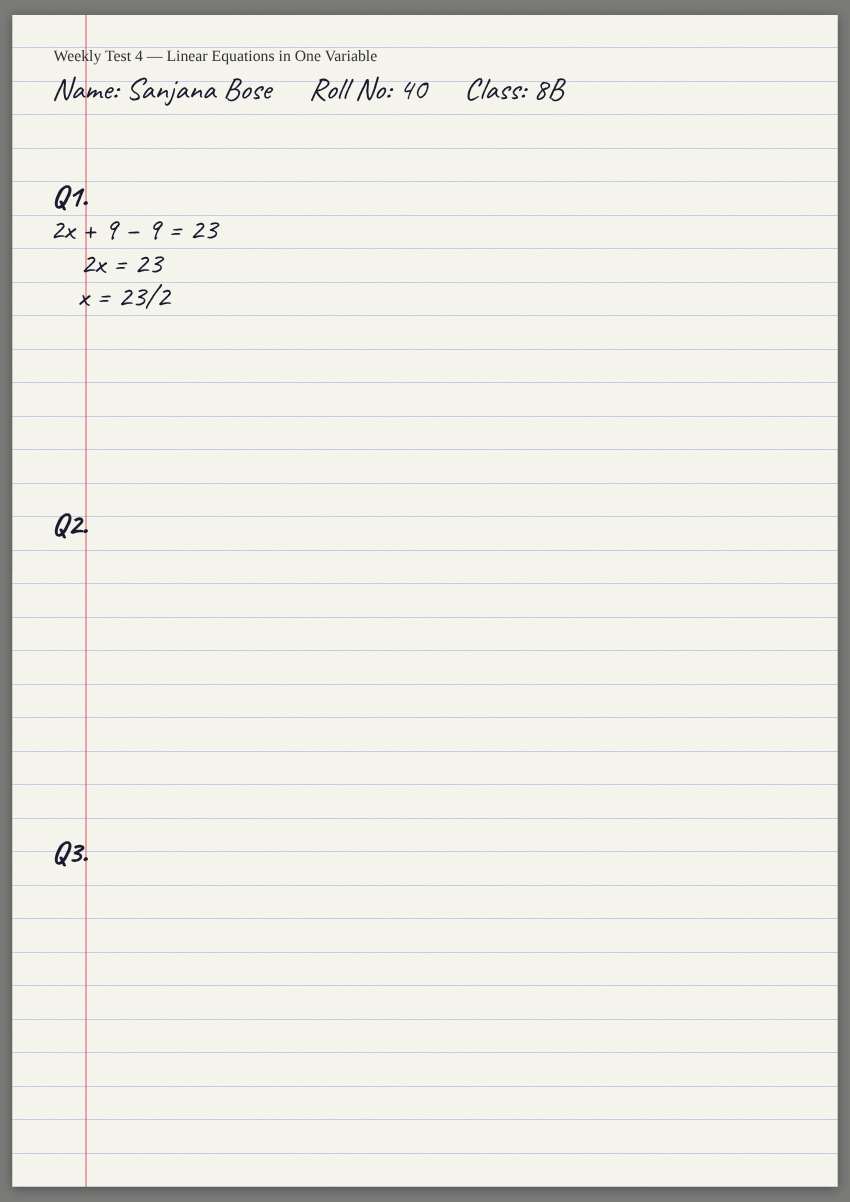 Weekly Test 4 — Linear Equations in One Variable
Name: Sanjana Bose Roll No: 40 Class: 8B
Q1.
2x + 9 – 9 = 23
2x = 23
x = 23/2
Q2.
Q3.